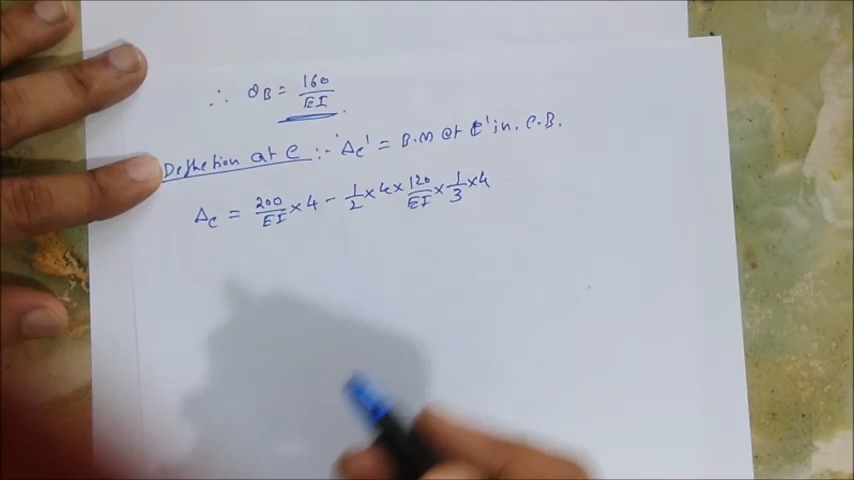 ∴ θB = 160/EI.
Deflection at C :- 'Δc' = B.M @ C' in. C.B.
Δc = 200/EI × 4 - 1/2 × 4 × 120/EI × 1/3 × 4